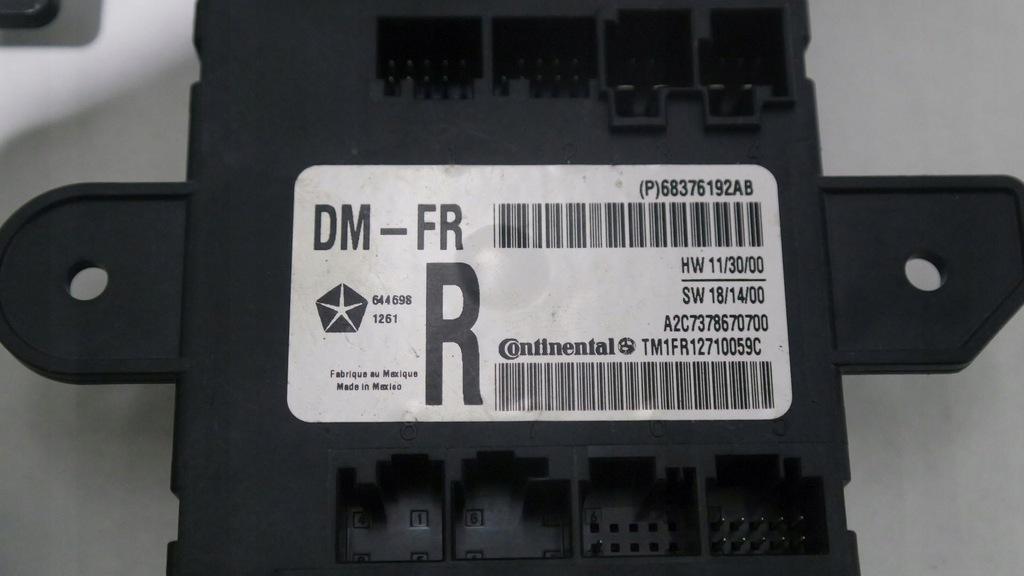 (P)68376192AB
DM-FR
HW 11/30/00
SW 18/14/00
644698
1261
R
A2C7378670700
Continental TM1FR12710059C
Fabrique au Mexique
Made in Mexico